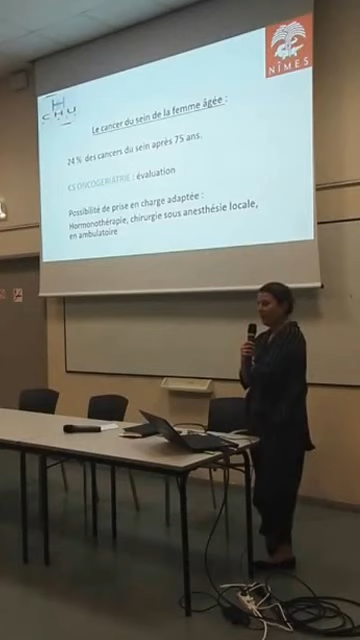 CHU
NÎMES
Le cancer du sein de la femme âgée :
24 % des cancers du sein après 75 ans.
CS ONCOGERIATRIE : évaluation
Possibilité de prise en charge adaptée :
Hormonothérapie, chirurgie sous anesthésie locale,
en ambulatoire